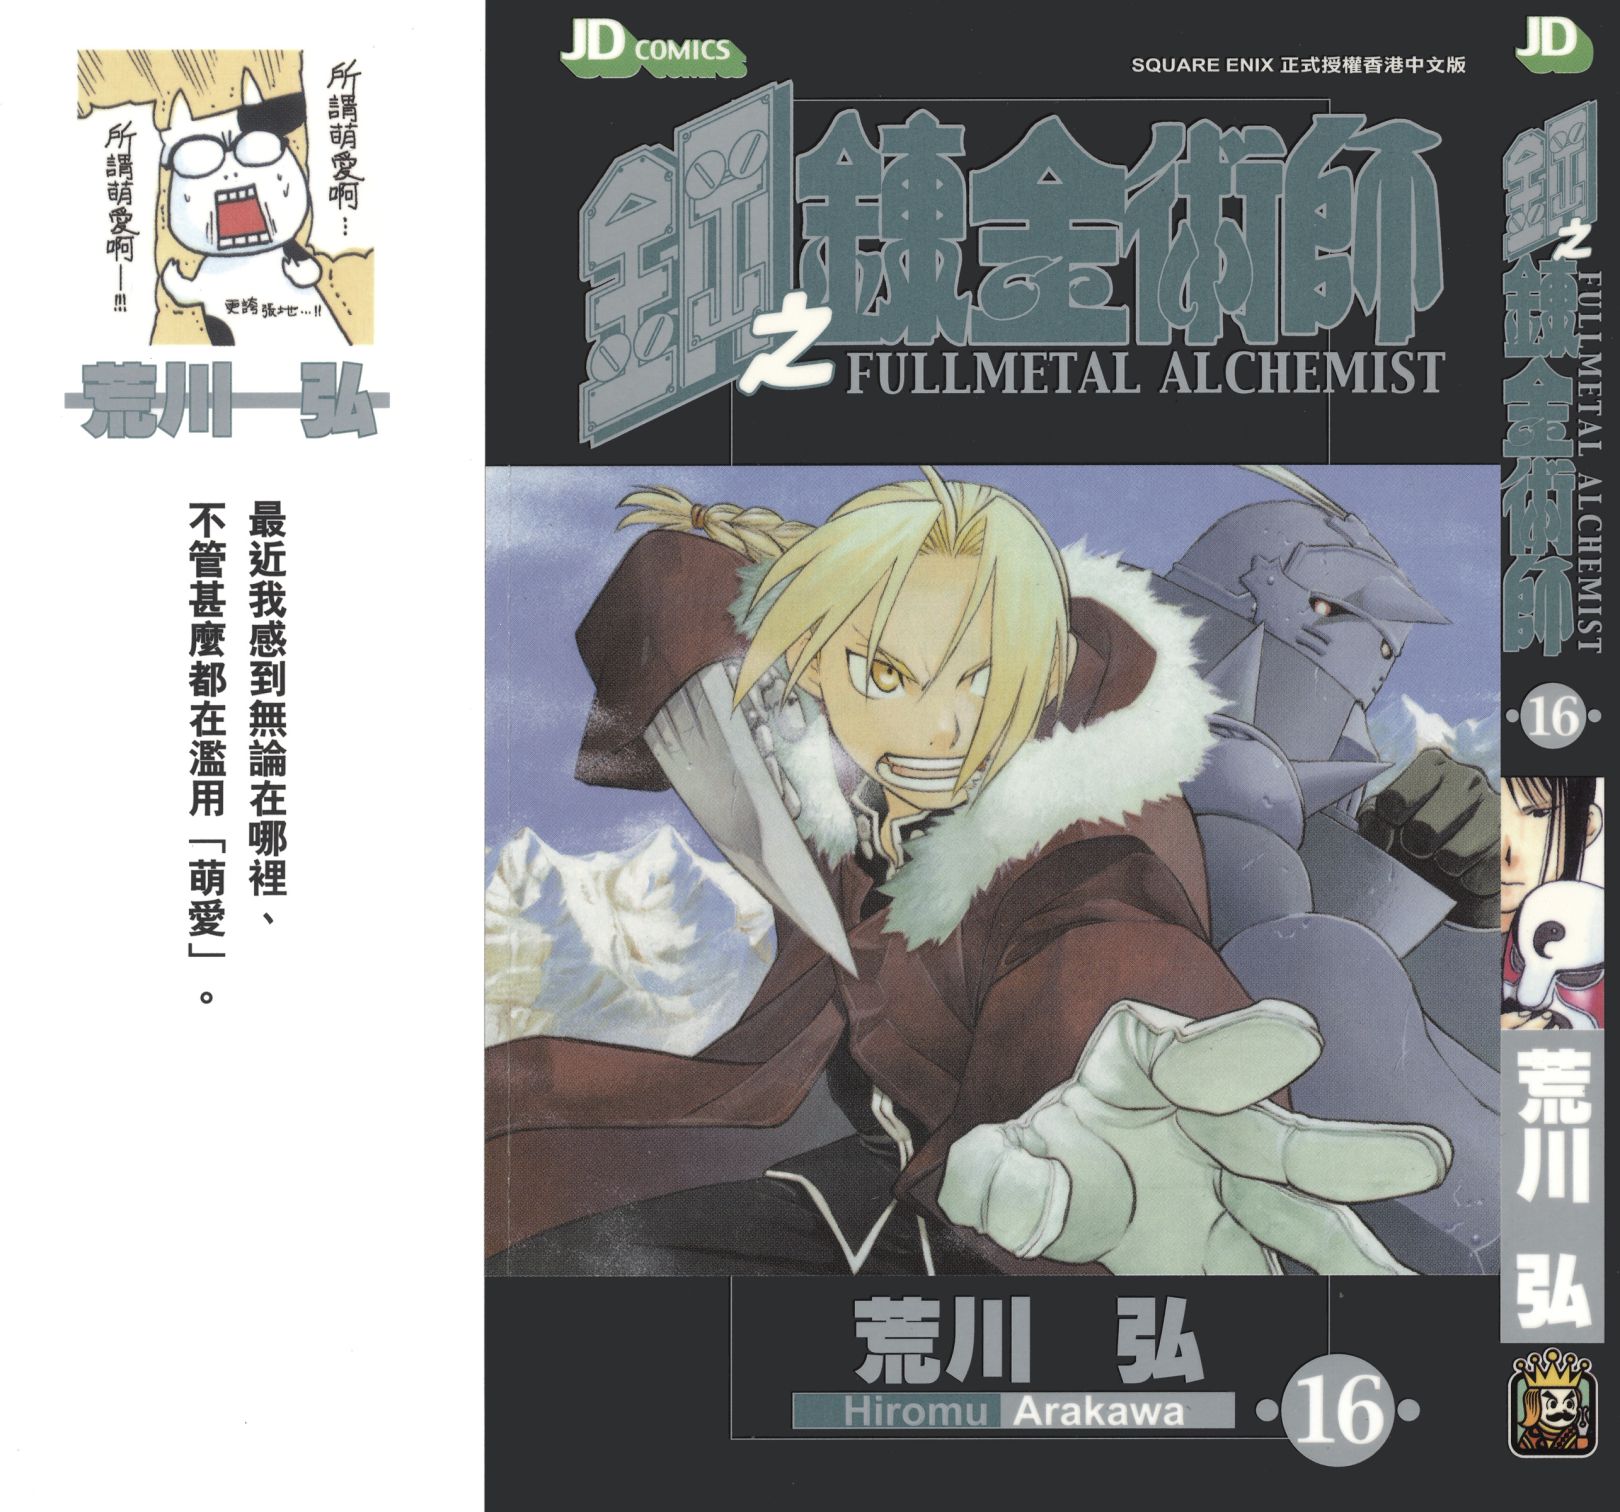 所謂萌愛啊…
所謂萌愛啊──!!!
更誇張地…!!
荒川 弘
最近我感到無論在哪裡、
不管甚麼都在濫用「萌愛」。
JD COMICS
SQUARE ENIX 正式授權香港中文版
鋼之鍊金術師
FULLMETAL ALCHEMIST
荒川 弘
Hiromu Arakawa
16
JD
鋼之鍊金術師
FULLMETAL ALCHEMIST
16
荒川 弘